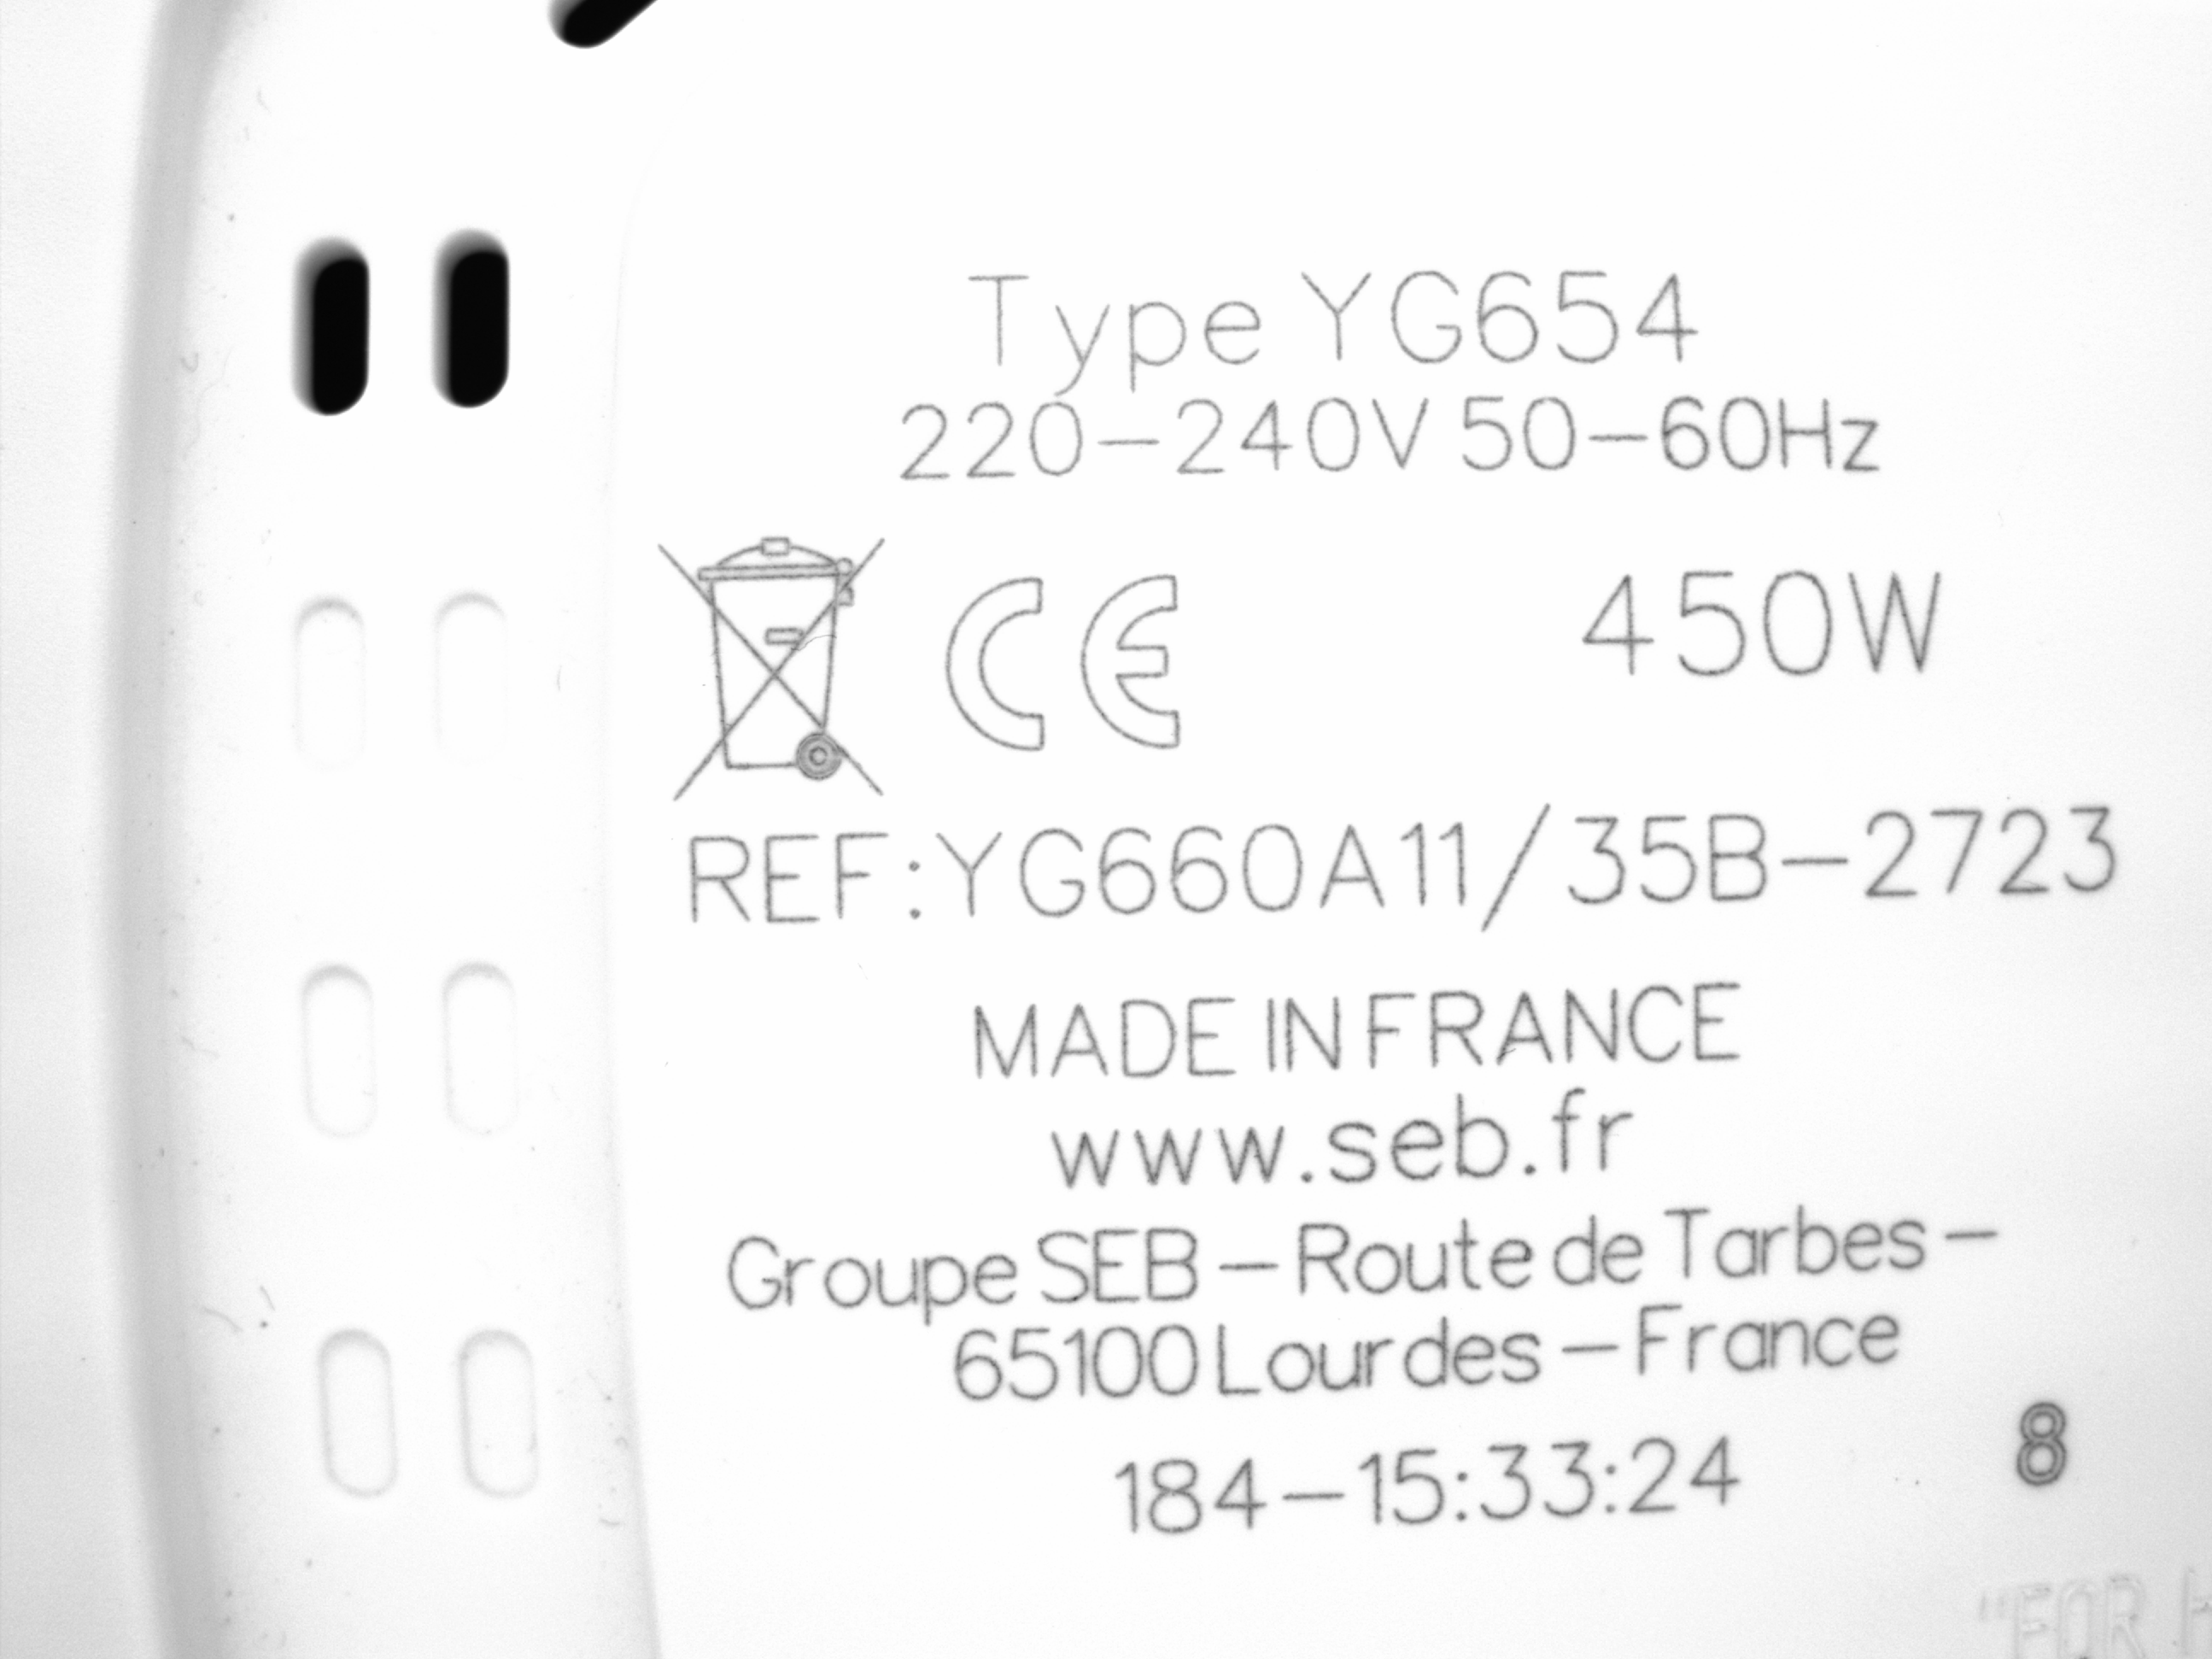 Type YG654
220-240V 50-60Hz
CE 450W
REF:YG660A11/35B-2723
MADE IN FRANCE
www.seb.fr
Groupe SEB - Route de Tarbes -
65100 Lourdes - France
184-15:33:24
8
"FOR